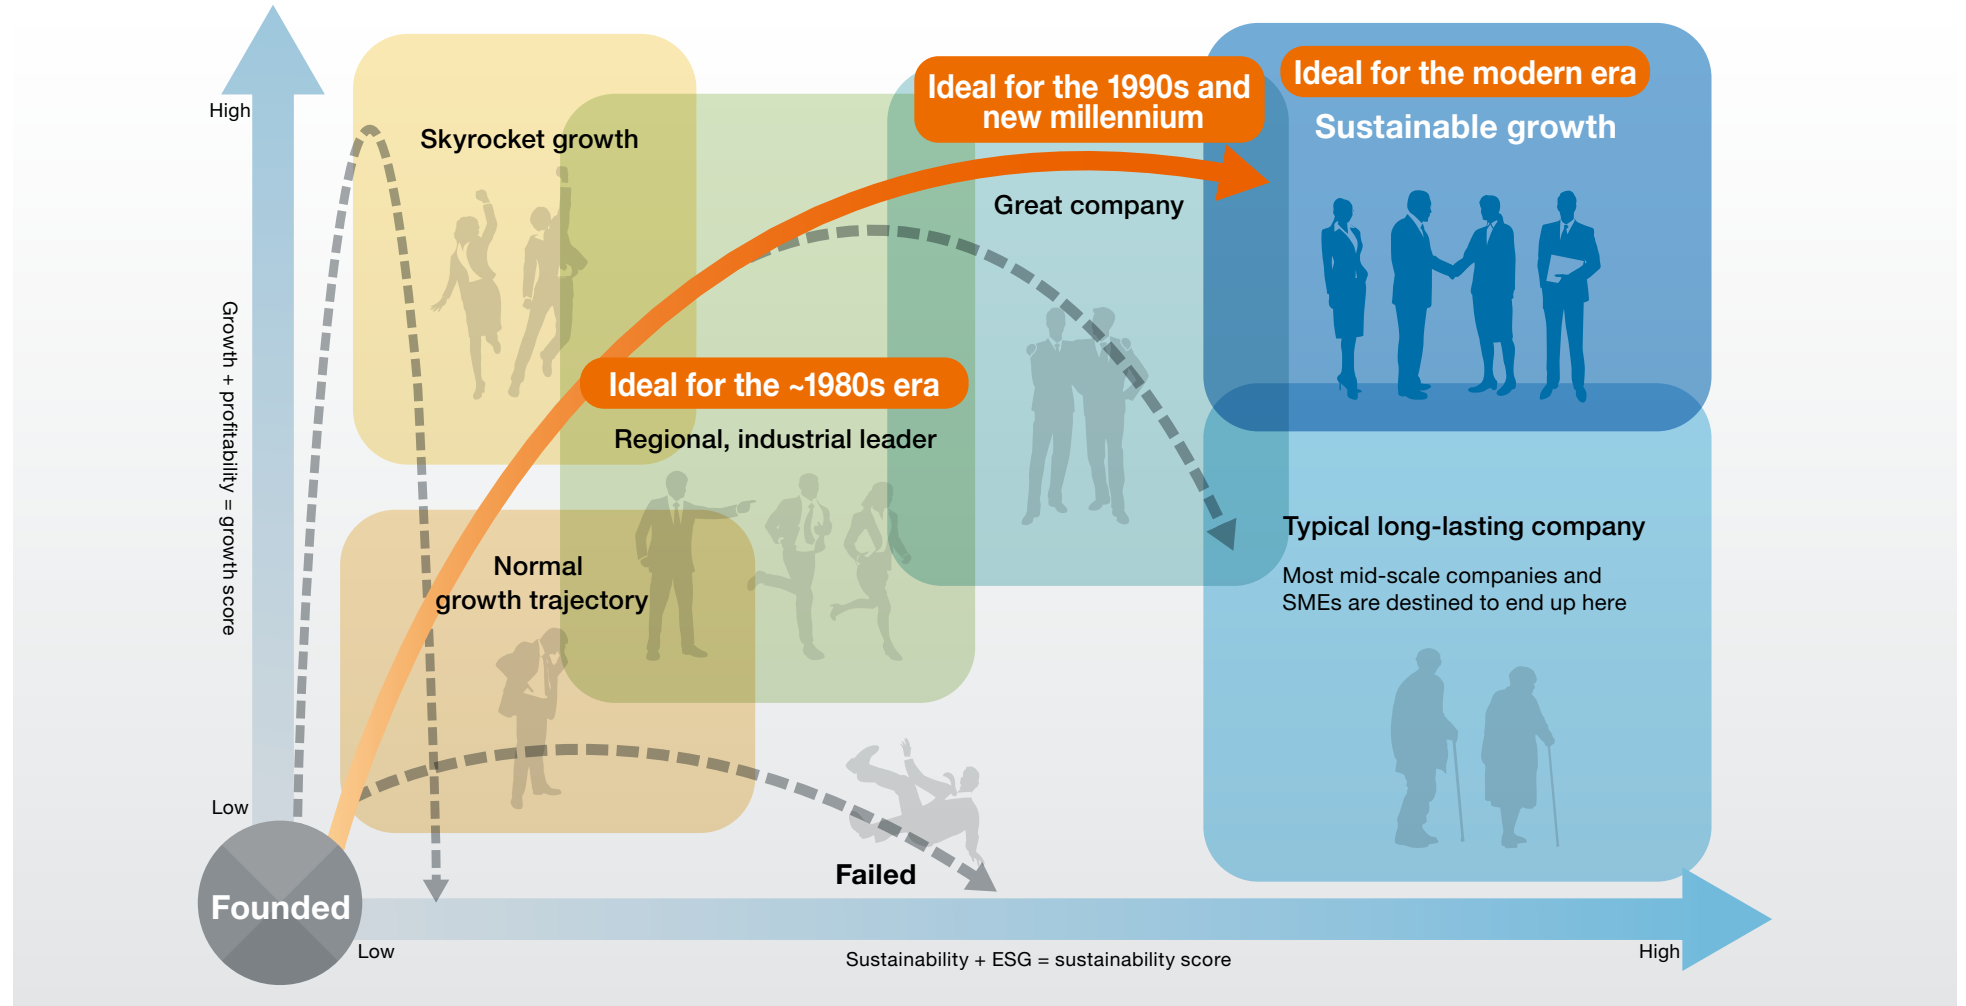 High
Growth + profitability = growth score
Low
Founded
Skyrocket growth
Ideal for the 1990s and
new millennium
Great company
Ideal for the modern era
Sustainable growth
Ideal for the ~1980s era
Regional, industrial leader
Normal
growth trajectory
Typical long-lasting company
Most mid-scale companies and
SMEs are destined to end up here
Failed
Low
Sustainability + ESG = sustainability score
High